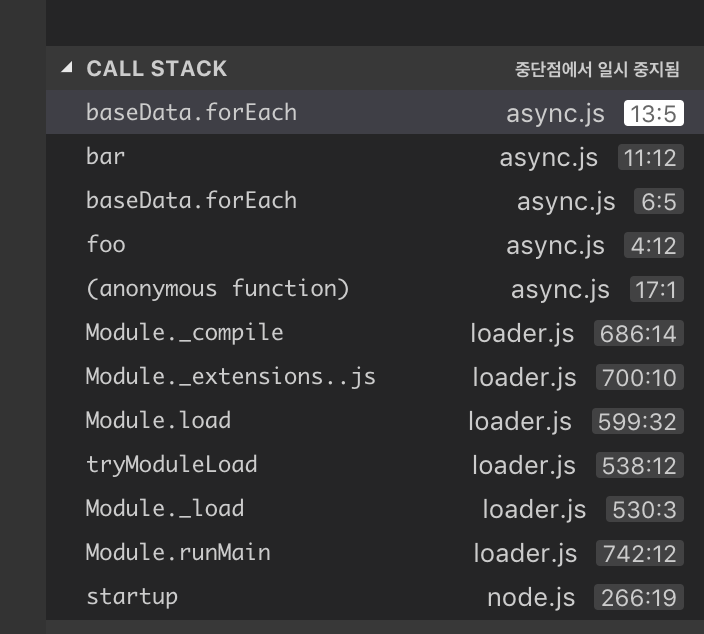 CALL STACK 중단점에서 일시 중지됨
baseData.forEach async.js 13:5
bar async.js 11:12
baseData.forEach async.js 6:5
foo async.js 4:12
(anonymous function) async.js 17:1
Module._compile loader.js 686:14
Module._extensions..js loader.js 700:10
Module.load loader.js 599:32
tryModuleLoad loader.js 538:12
Module._load loader.js 530:3
Module.runMain loader.js 742:12
startup node.js 266:19